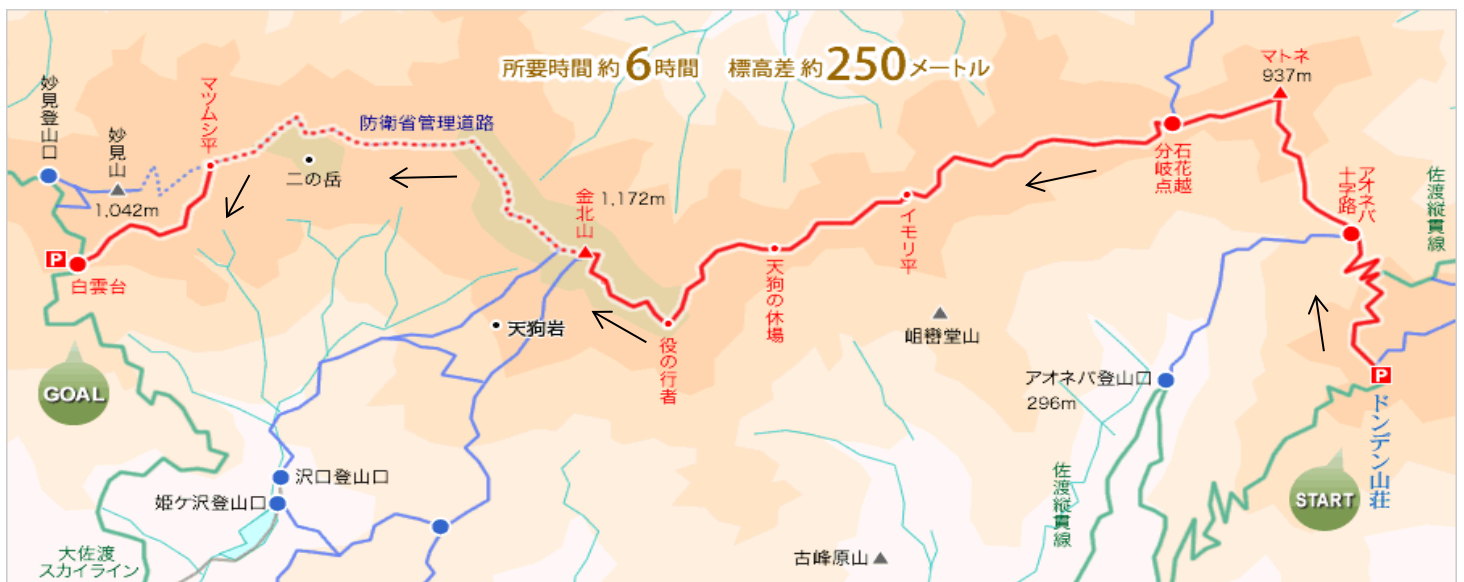 所要時間 約6時間 標高差 約250メートル
妙見登山口
妙見山
1,042m
マツムシ平
防衛省管理道路
二の岳
金北山
1,172m
マトネ
937m
石花越
分岐点
アオネバ
十字路
佐渡縦貫線
イモリ平
天狗の休場
役の行者
天狗岩
岨巒堂山
P
白雲台
GOAL
アオネバ登山口
296m
P
ドンデン山荘
START
佐渡縦貫線
沢口登山口
姫ケ沢登山口
大佐渡
スカイライン
古峰原山